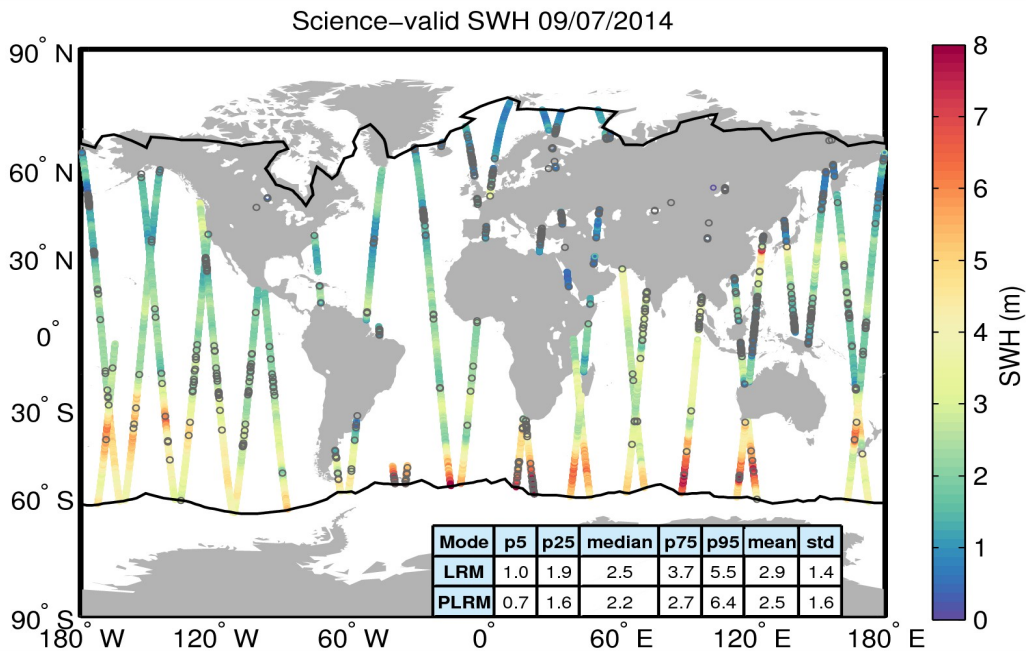 Science−valid SWH 09/07/2014
90° N
60° N
30° N
0°
30° S
60° S
90° S
180° W
120° W
60° W
0°
60° E
120° E
180° E
Mode p5 p25 median p75 p95 mean std
LRM 1.0 1.9 2.5 3.7 5.5 2.9 1.4
PLRM 0.7 1.6 2.2 2.7 6.4 2.5 1.6
8
7
6
5
4
3
2
1
0
SWH (m)